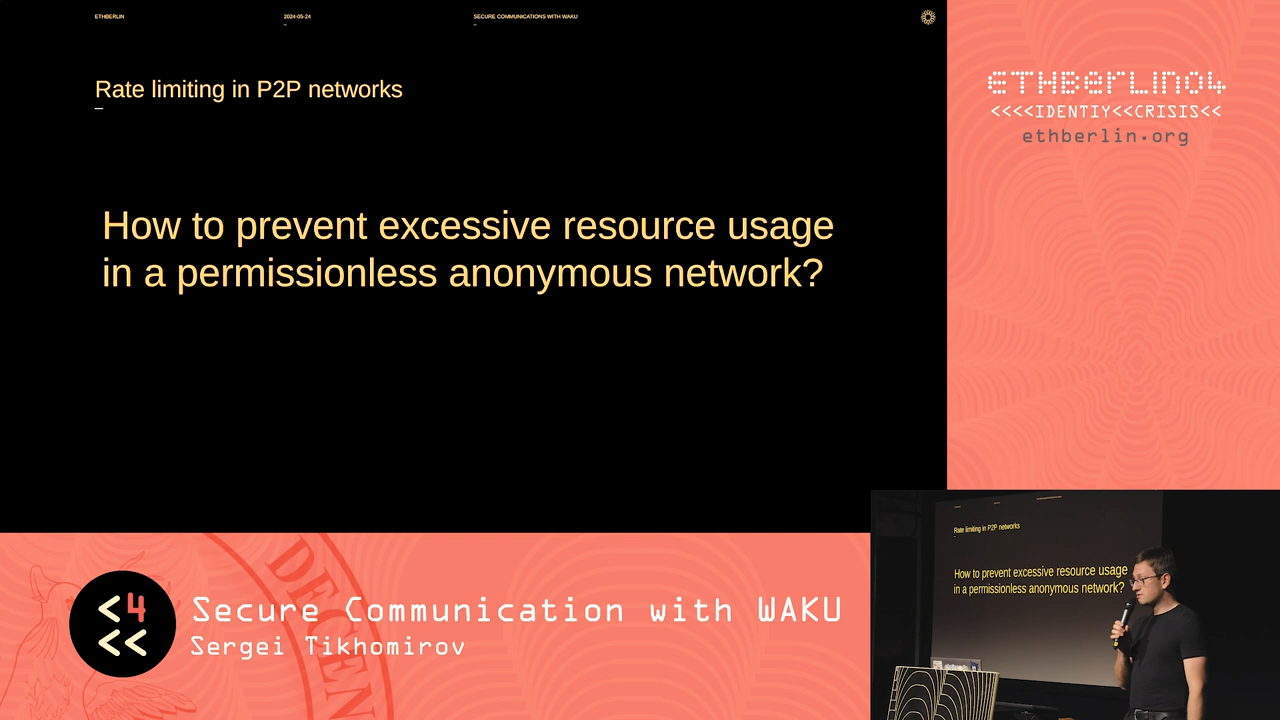 ETHBERLIN
2024-05-24
SECURE COMMUNICATIONS WITH WAKU
Rate limiting in P2P networks
How to prevent excessive resource usage
in a permissionless anonymous network?
ETHBerLIN04
<<<<IDENTIY<<CRISIS<<
ethberlin.org
Rate limiting in P2P networks
How to prevent excessive resource usage
in a permissionless anonymous network?
DECEN
<4
<<
Secure Communication with WAKU
Sergei Tikhomirov